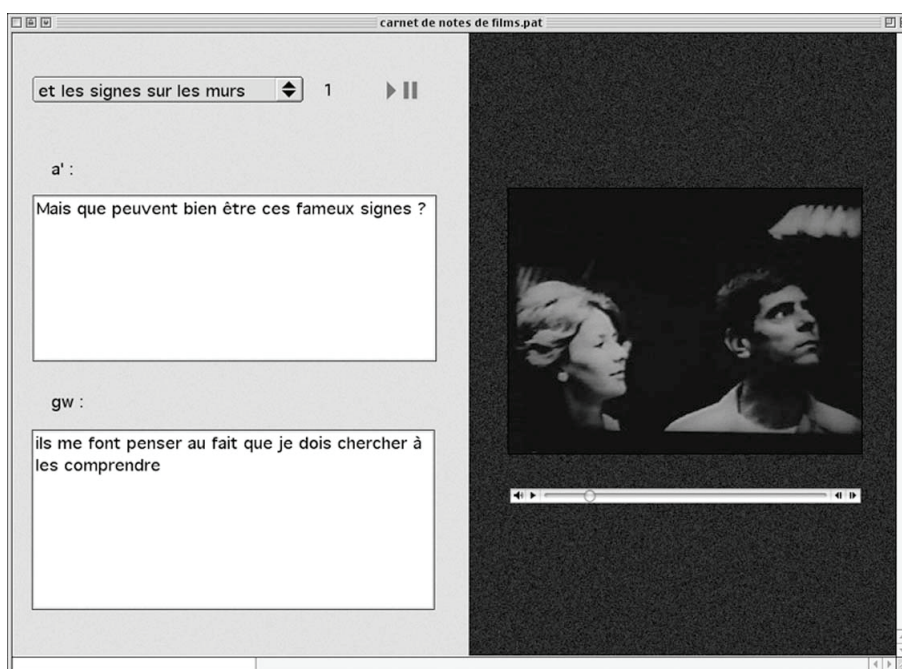 carnet de notes de films.pat
et les signes sur les murs
1
a' :
Mais que peuvent bien être ces fameux signes ?
gw :
ils me font penser au fait que je dois chercher à
les comprendre